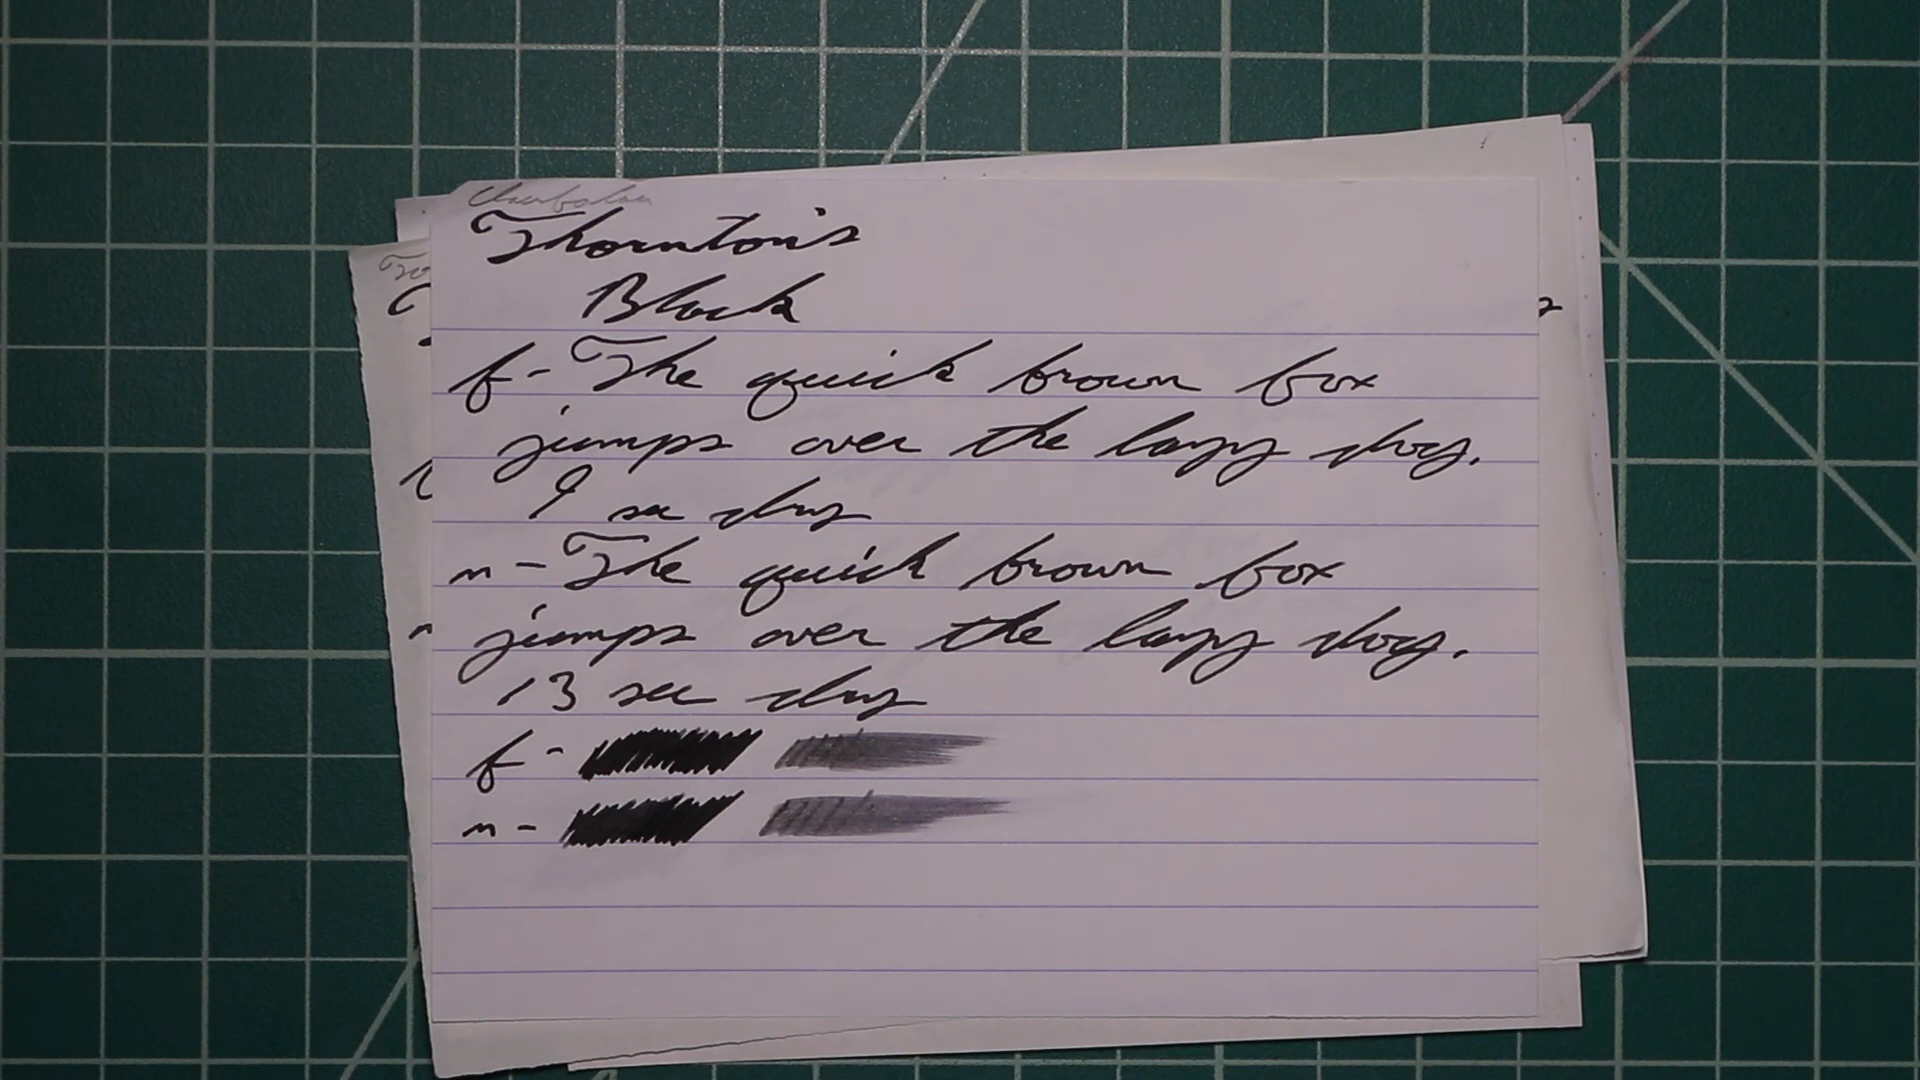 Thornton's
Black
f - The quick brown fox
jumps over the lazy dog.
9 sec dry
m - The quick brown fox
jumps over the lazy dog.
13 sec dry
f -
m -